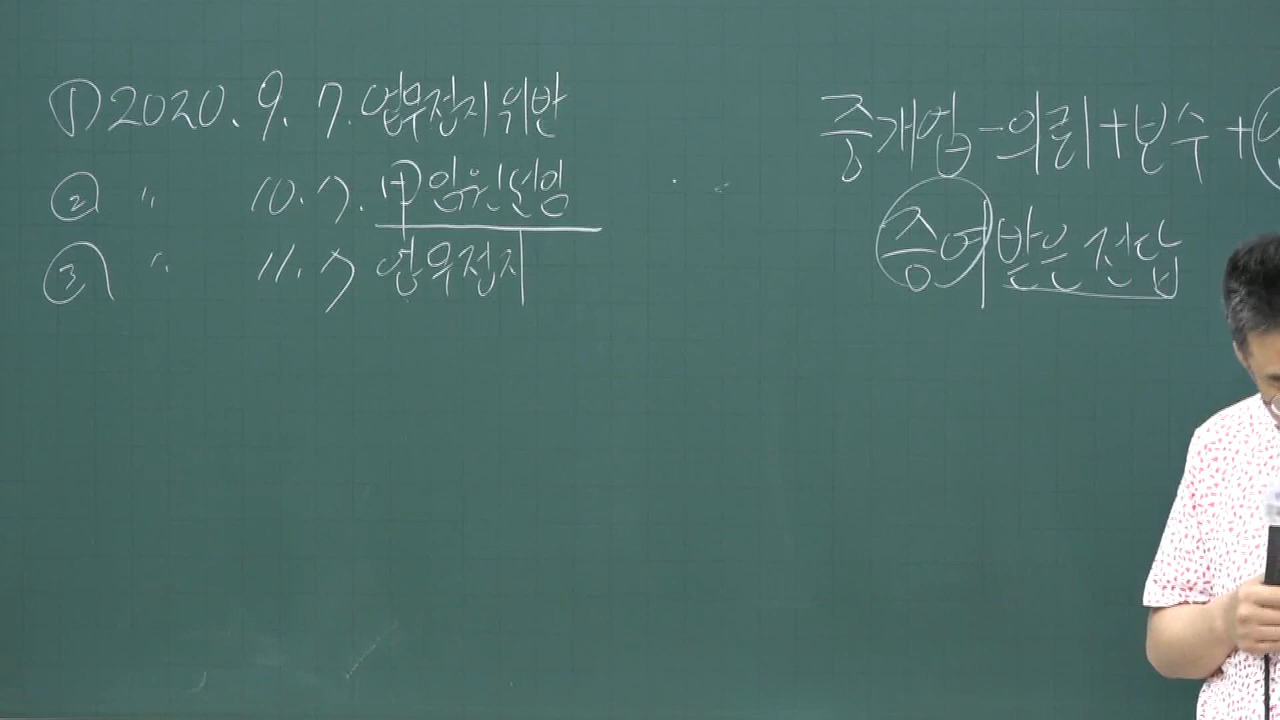 ① 2020. 9. 7. 업무정지 위반
② 〃 10. 7. 甲 임원선임
③ 〃 11. 7 업무정지
중개업-의뢰+보수+
증여 받은 전답